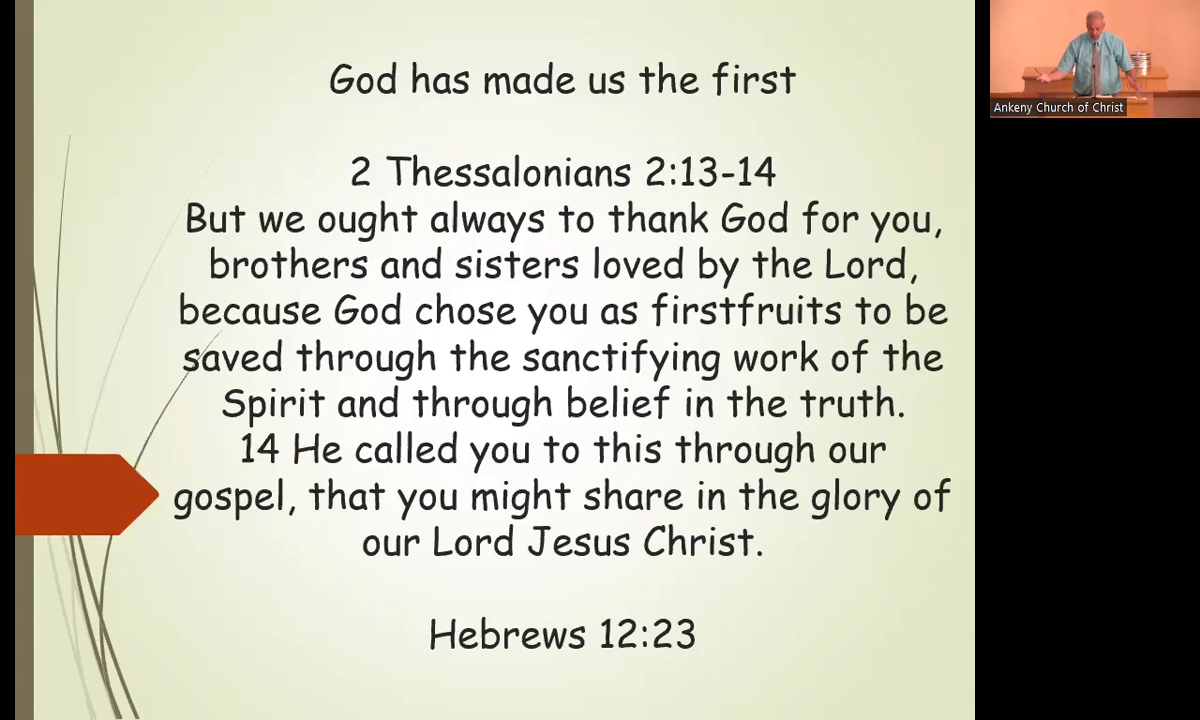 God has made us the first
2 Thessalonians 2:13-14
But we ought always to thank God for you,
brothers and sisters loved by the Lord,
because God chose you as firstfruits to be
saved through the sanctifying work of the
Spirit and through belief in the truth.
14 He called you to this through our
gospel, that you might share in the glory of
our Lord Jesus Christ.
Hebrews 12:23
Ankeny Church of Christ